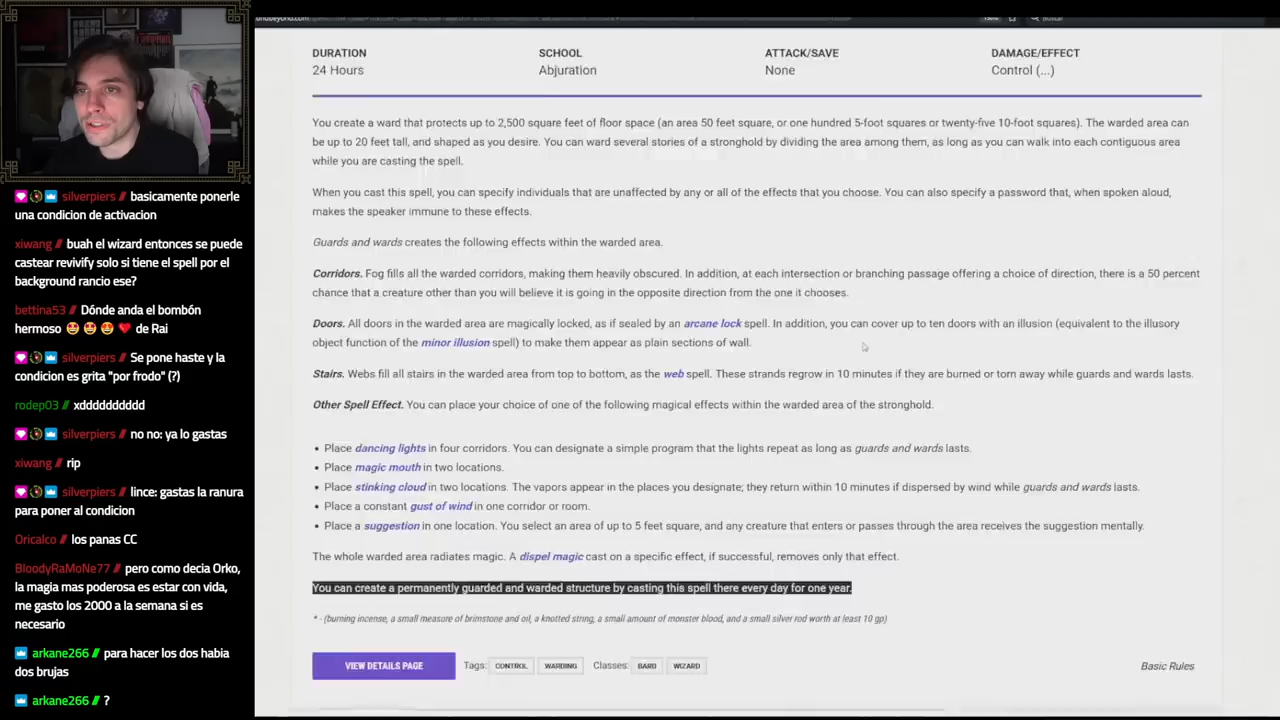 DURATION
SCHOOL
ATTACK/SAVE
DAMAGE/EFFECT
24 Hours
Abjuration
None
Control (...)
You create a ward that protects up to 2,500 square feet of floor space (an area 50 feet square, or one hundred 5-foot squares or twenty-five 10-foot squares). The warded area can
be up to 20 feet tall, and shaped as you desire. You can ward several stories of a stronghold by dividing the area among them, as long as you can walk into each contiguous area
while you are casting the spell.
When you cast this spell, you can specify individuals that are unaffected by any or all of the effects that you choose. You can also specify a password that, when spoken aloud,
makes the speaker immune to these effects.
Guards and wards creates the following effects within the warded area.
Corridors. Fog fills all the warded corridors, making them heavily obscured. In addition, at each intersection or branching passage offering a choice of direction, there is a 50 percent
chance that a creature other than you will believe it is going in the opposite direction from the one it chooses.
Doors. All doors in the warded area are magically locked, as if sealed by an arcane lock spell. In addition, you can cover up to ten doors with an illusion (equivalent to the illusory
object function of the minor illusion spell) to make them appear as plain sections of wall.
Stairs. Webs fill all stairs in the warded area from top to bottom, as the web spell. These strands regrow in 10 minutes if they are burned or torn away while guards and wards lasts.
Other Spell Effect. You can place your choice of one of the following magical effects within the warded area of the stronghold.
• Place dancing lights in four corridors. You can designate a simple program that the lights repeat as long as guards and wards lasts.
• Place magic mouth in two locations.
• Place stinking cloud in two locations. The vapors appear in the places you designate; they return within 10 minutes if dispersed by wind while guards and wards lasts.
• Place a constant gust of wind in one corridor or room.
• Place a suggestion in one location. You select an area of up to 5 feet square, and any creature that enters or passes through the area receives the suggestion mentally.
The whole warded area radiates magic. A dispel magic cast on a specific effect, if successful, removes only that effect.
You can create a permanently guarded and warded structure by casting this spell there every day for one year.
* - (burning incense, a small measure of brimstone and oil, a knotted string, a small amount of monster blood, and a small silver rod worth at least 10 gp)
VIEW DETAILS PAGE
Tags: CONTROL WARDING Classes: BARD WIZARD
Basic Rules
silverpiers // basicamente ponerle
una condicion de activacion
xiwang // buah el wizard entonces se puede
castear revivify solo si tiene el spell por el
background rancio ese?
bettina53 // Dónde anda el bombón
hermoso 😍😍😍❤️ de Rai
silverpiers // Se pone haste y la
condicion es grita "por frodo" (?)
rodep03 // xdddddddddd
silverpiers // no no: ya lo gastas
xiwang // rip
silverpiers // lince: gastas la ranura
para poner al condicion
Oricalco // los panas CC
BloodyRaMoNe77 // pero como decia Orko,
la magia mas poderosa es estar con vida,
me gasto los 2000 a la semana si es
necesario
arkane266 // para hacer los dos habia
dos brujas
arkane266 // ?